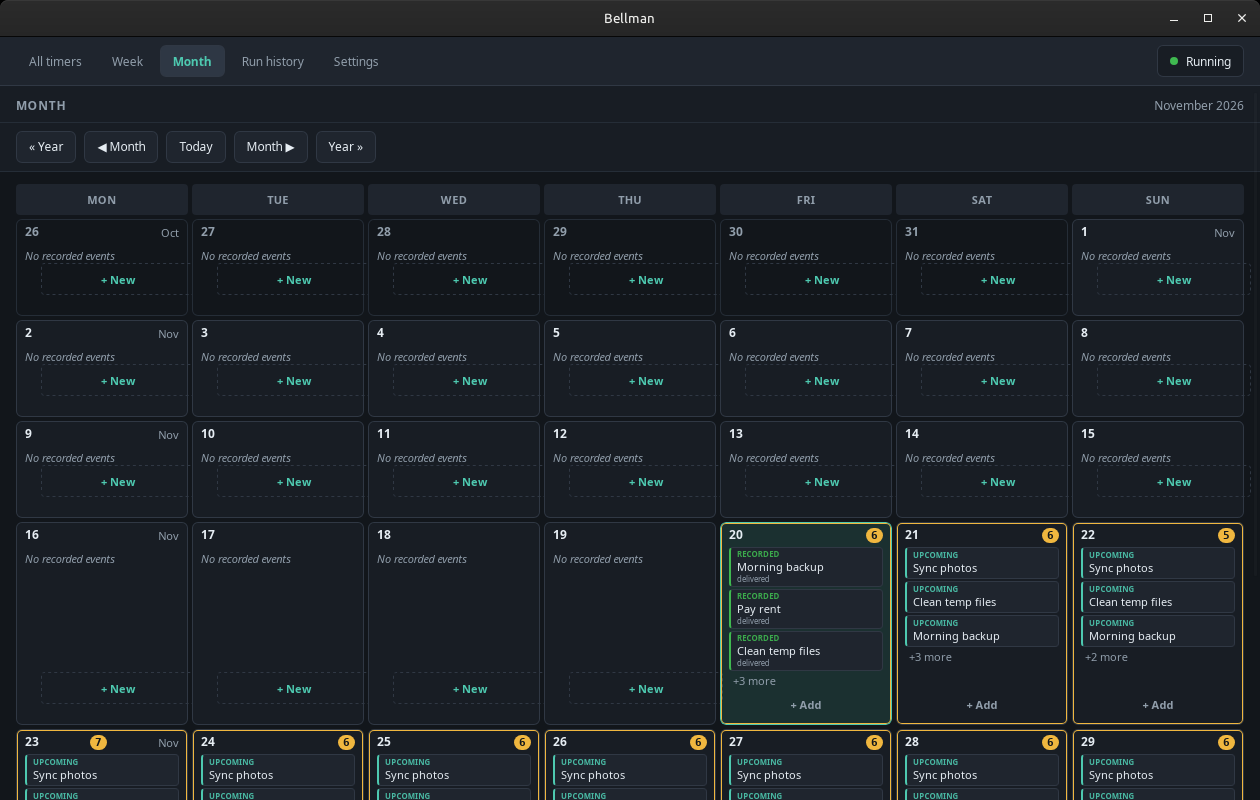 Bellman
All timers Week Month Run history Settings Running
MONTH November 2026
« Year ◀ Month Today Month ▶ Year »
MON TUE WED THU FRI SAT SUN
26 Oct 27 28 29 30 31 1 Nov
No recorded events No recorded events No recorded events No recorded events No recorded events No recorded events No recorded events
+ New + New + New + New + New + New + New
2 Nov 3 4 5 6 7 8
No recorded events No recorded events No recorded events No recorded events No recorded events No recorded events No recorded events
+ New + New + New + New + New + New + New
9 Nov 10 11 12 13 14 15
No recorded events No recorded events No recorded events No recorded events No recorded events No recorded events No recorded events
+ New + New + New + New + New + New + New
16 Nov
No recorded events
+ New
17
No recorded events
+ New
18
No recorded events
+ New
19
No recorded events
+ New
20 6
RECORDED
Morning backup
delivered
RECORDED
Pay rent
delivered
RECORDED
Clean temp files
delivered
+3 more
+ Add
21 6
UPCOMING
Sync photos
UPCOMING
Clean temp files
UPCOMING
Morning backup
+3 more
+ Add
22 5
UPCOMING
Sync photos
UPCOMING
Clean temp files
UPCOMING
Morning backup
+2 more
+ Add
23 7 Nov 24 6 25 6 26 6 27 6 28 6 29 6
UPCOMING UPCOMING UPCOMING UPCOMING UPCOMING UPCOMING UPCOMING
Sync photos Sync photos Sync photos Sync photos Sync photos Sync photos Sync photos
UPCOMING UPCOMING UPCOMING UPCOMING UPCOMING UPCOMING UPCOMING